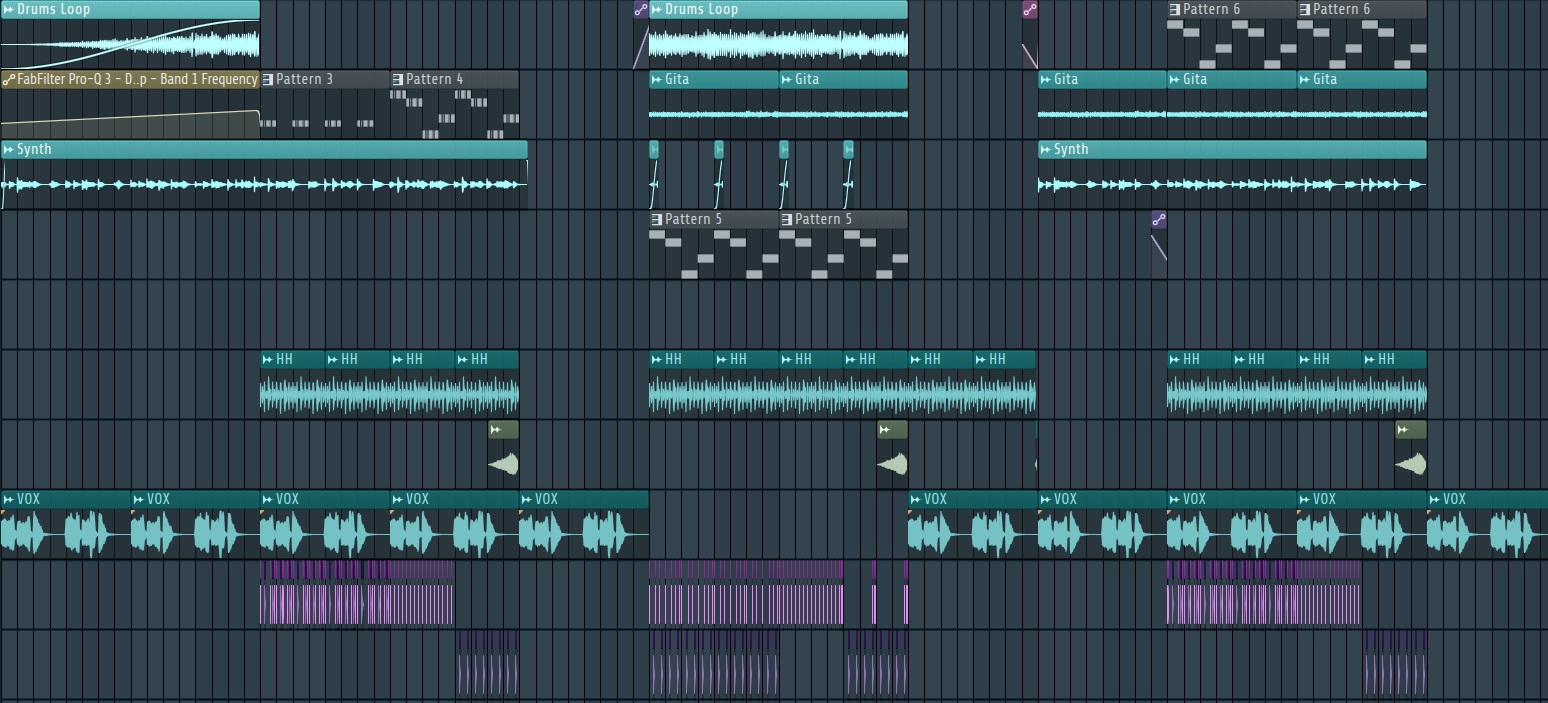 Drums Loop Drums Loop Pattern 6 Pattern 6
FabFilter Pro-Q 3 - D..p - Band 1 Frequency Pattern 3 Pattern 4 Gita Gita Gita Gita Gita
Synth Synth
Pattern 5 Pattern 5
HH HH HH HH HH HH HH HH HH HH HH HH HH HH
VOX VOX VOX VOX VOX VOX VOX VOX VOX VOX